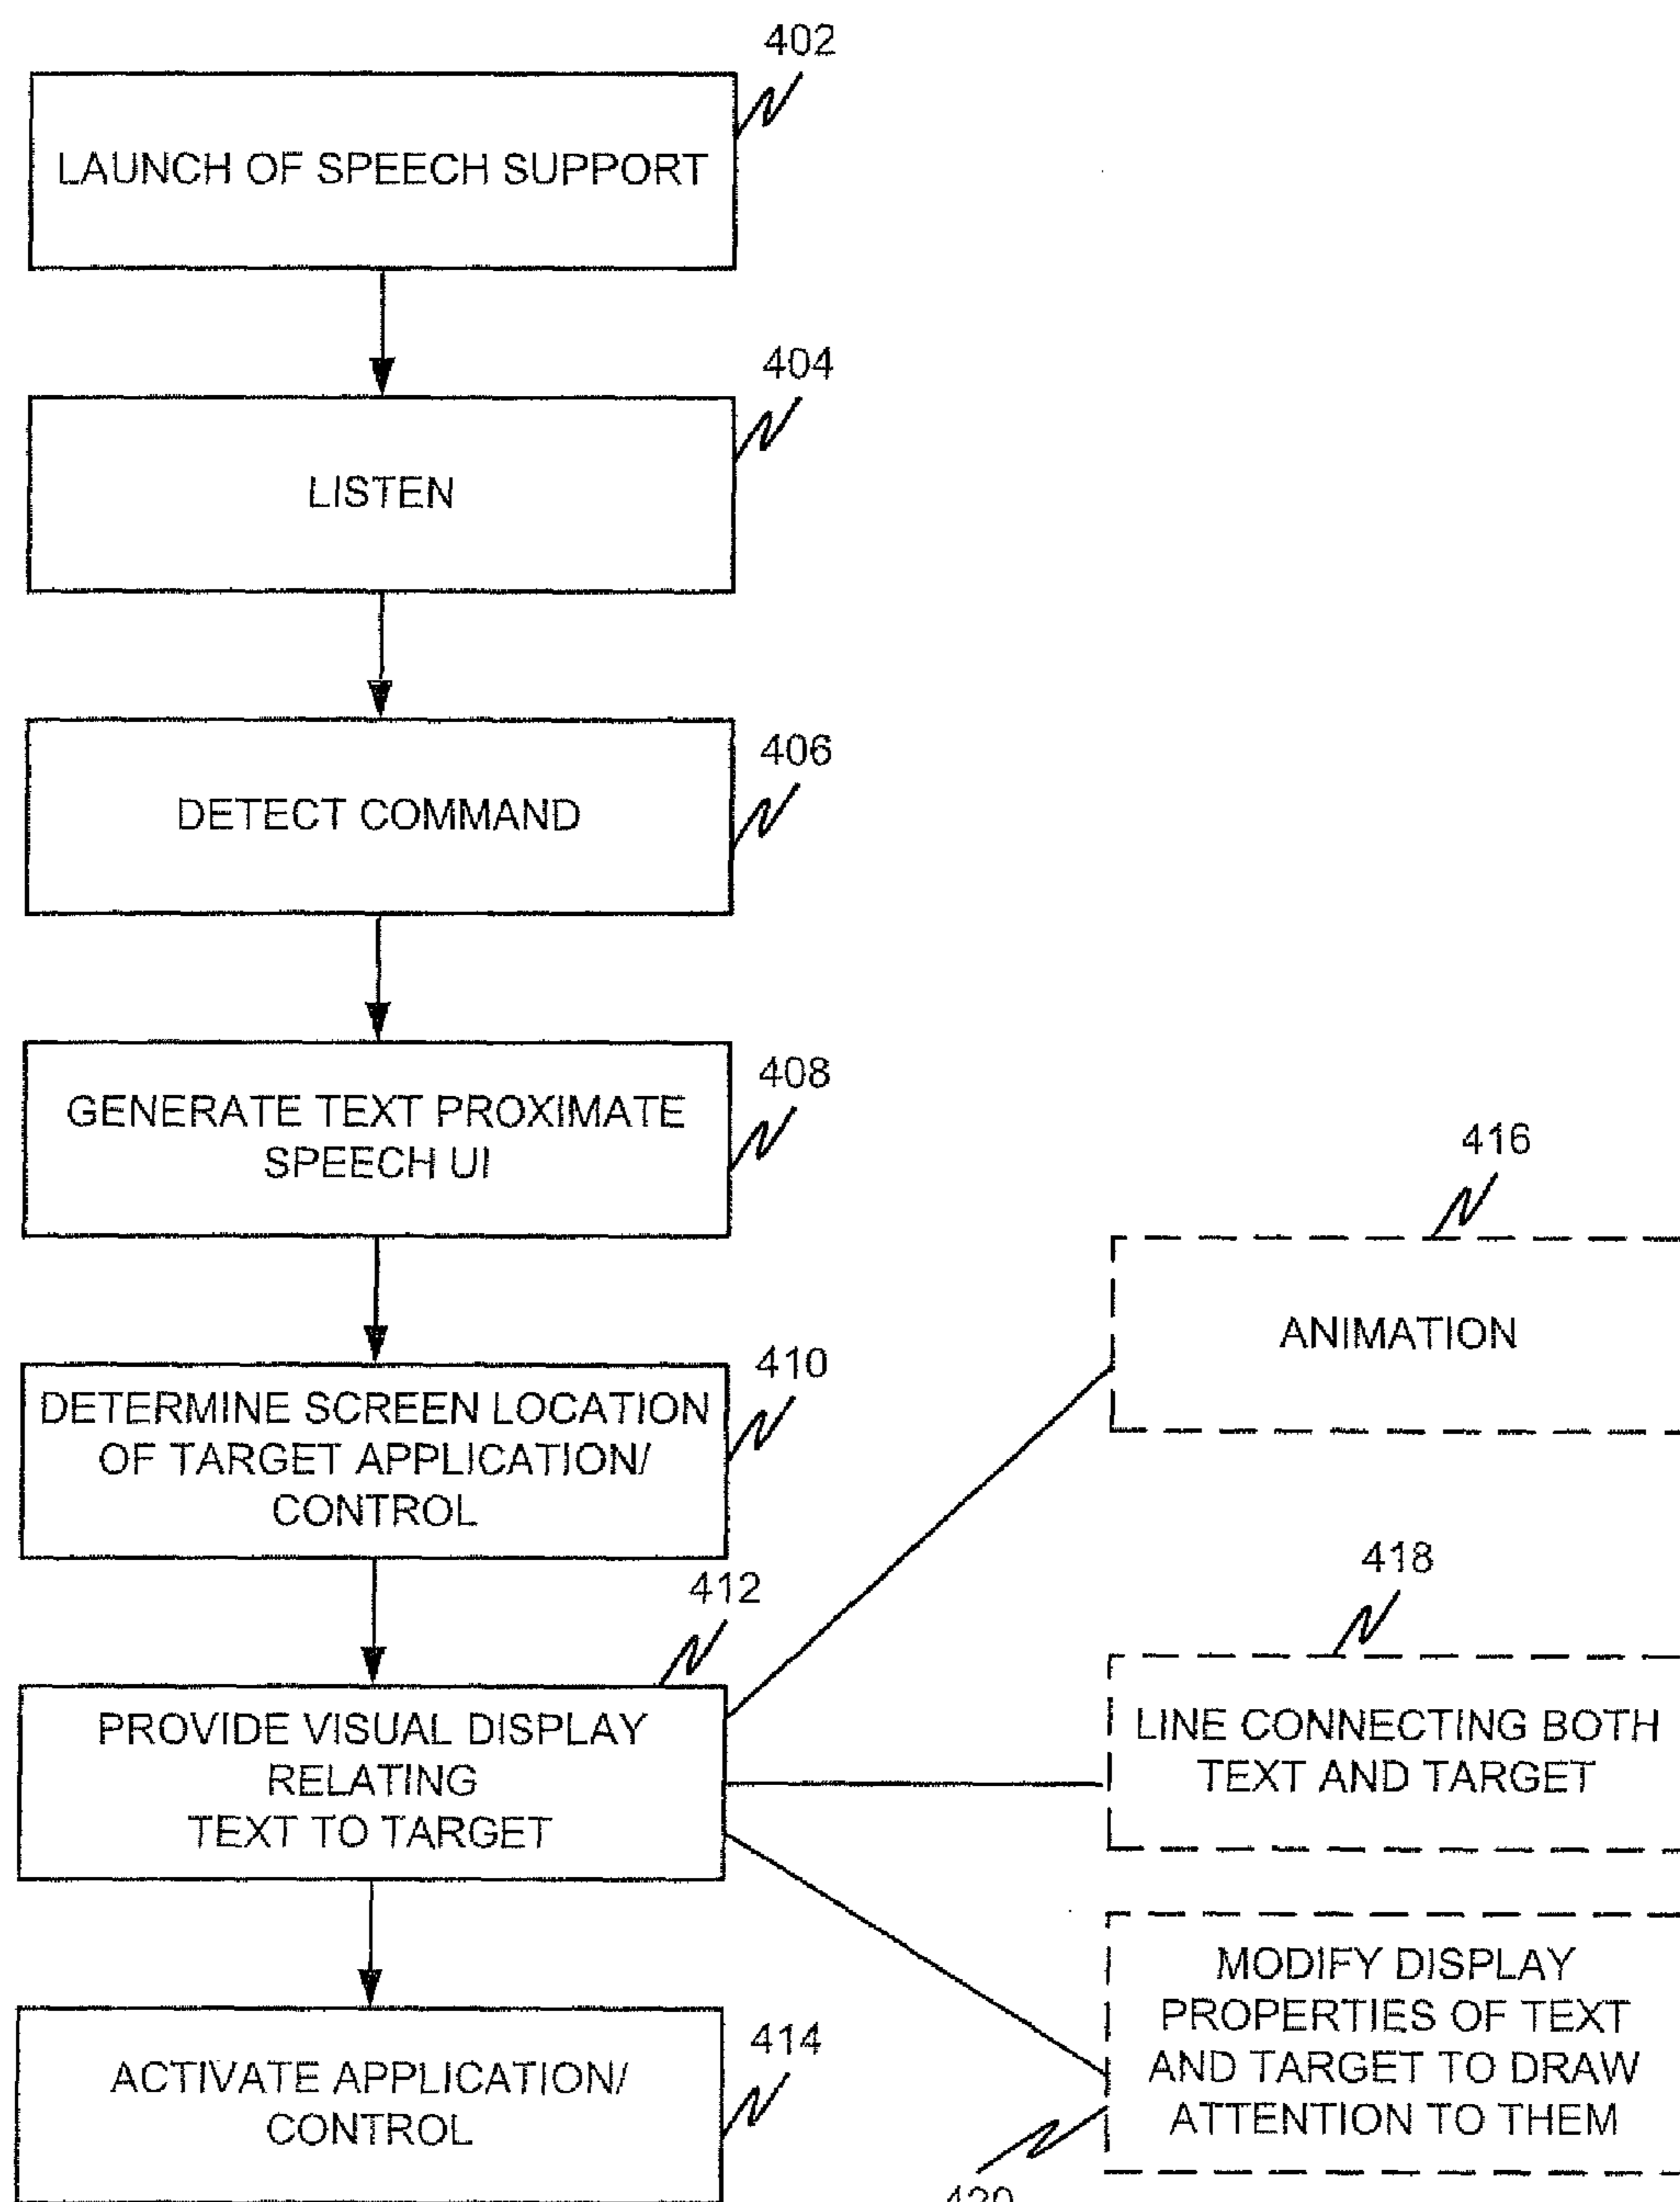 402
LAUNCH OF SPEECH SUPPORT
404
LISTEN
406
DETECT COMMAND
408
GENERATE TEXT PROXIMATE
SPEECH UI
410
DETERMINE SCREEN LOCATION
OF TARGET APPLICATION/
CONTROL
412
PROVIDE VISUAL DISPLAY
RELATING
TEXT TO TARGET
414
ACTIVATE APPLICATION/
CONTROL
416
ANIMATION
418
LINE CONNECTING BOTH
TEXT AND TARGET
MODIFY DISPLAY
PROPERTIES OF TEXT
AND TARGET TO DRAW
ATTENTION TO THEM
420